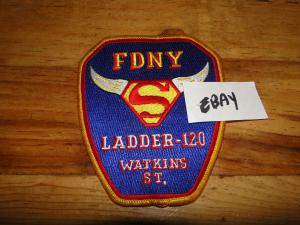 FDNY
S
EBAY
LADDER-120
WATKINS
ST.